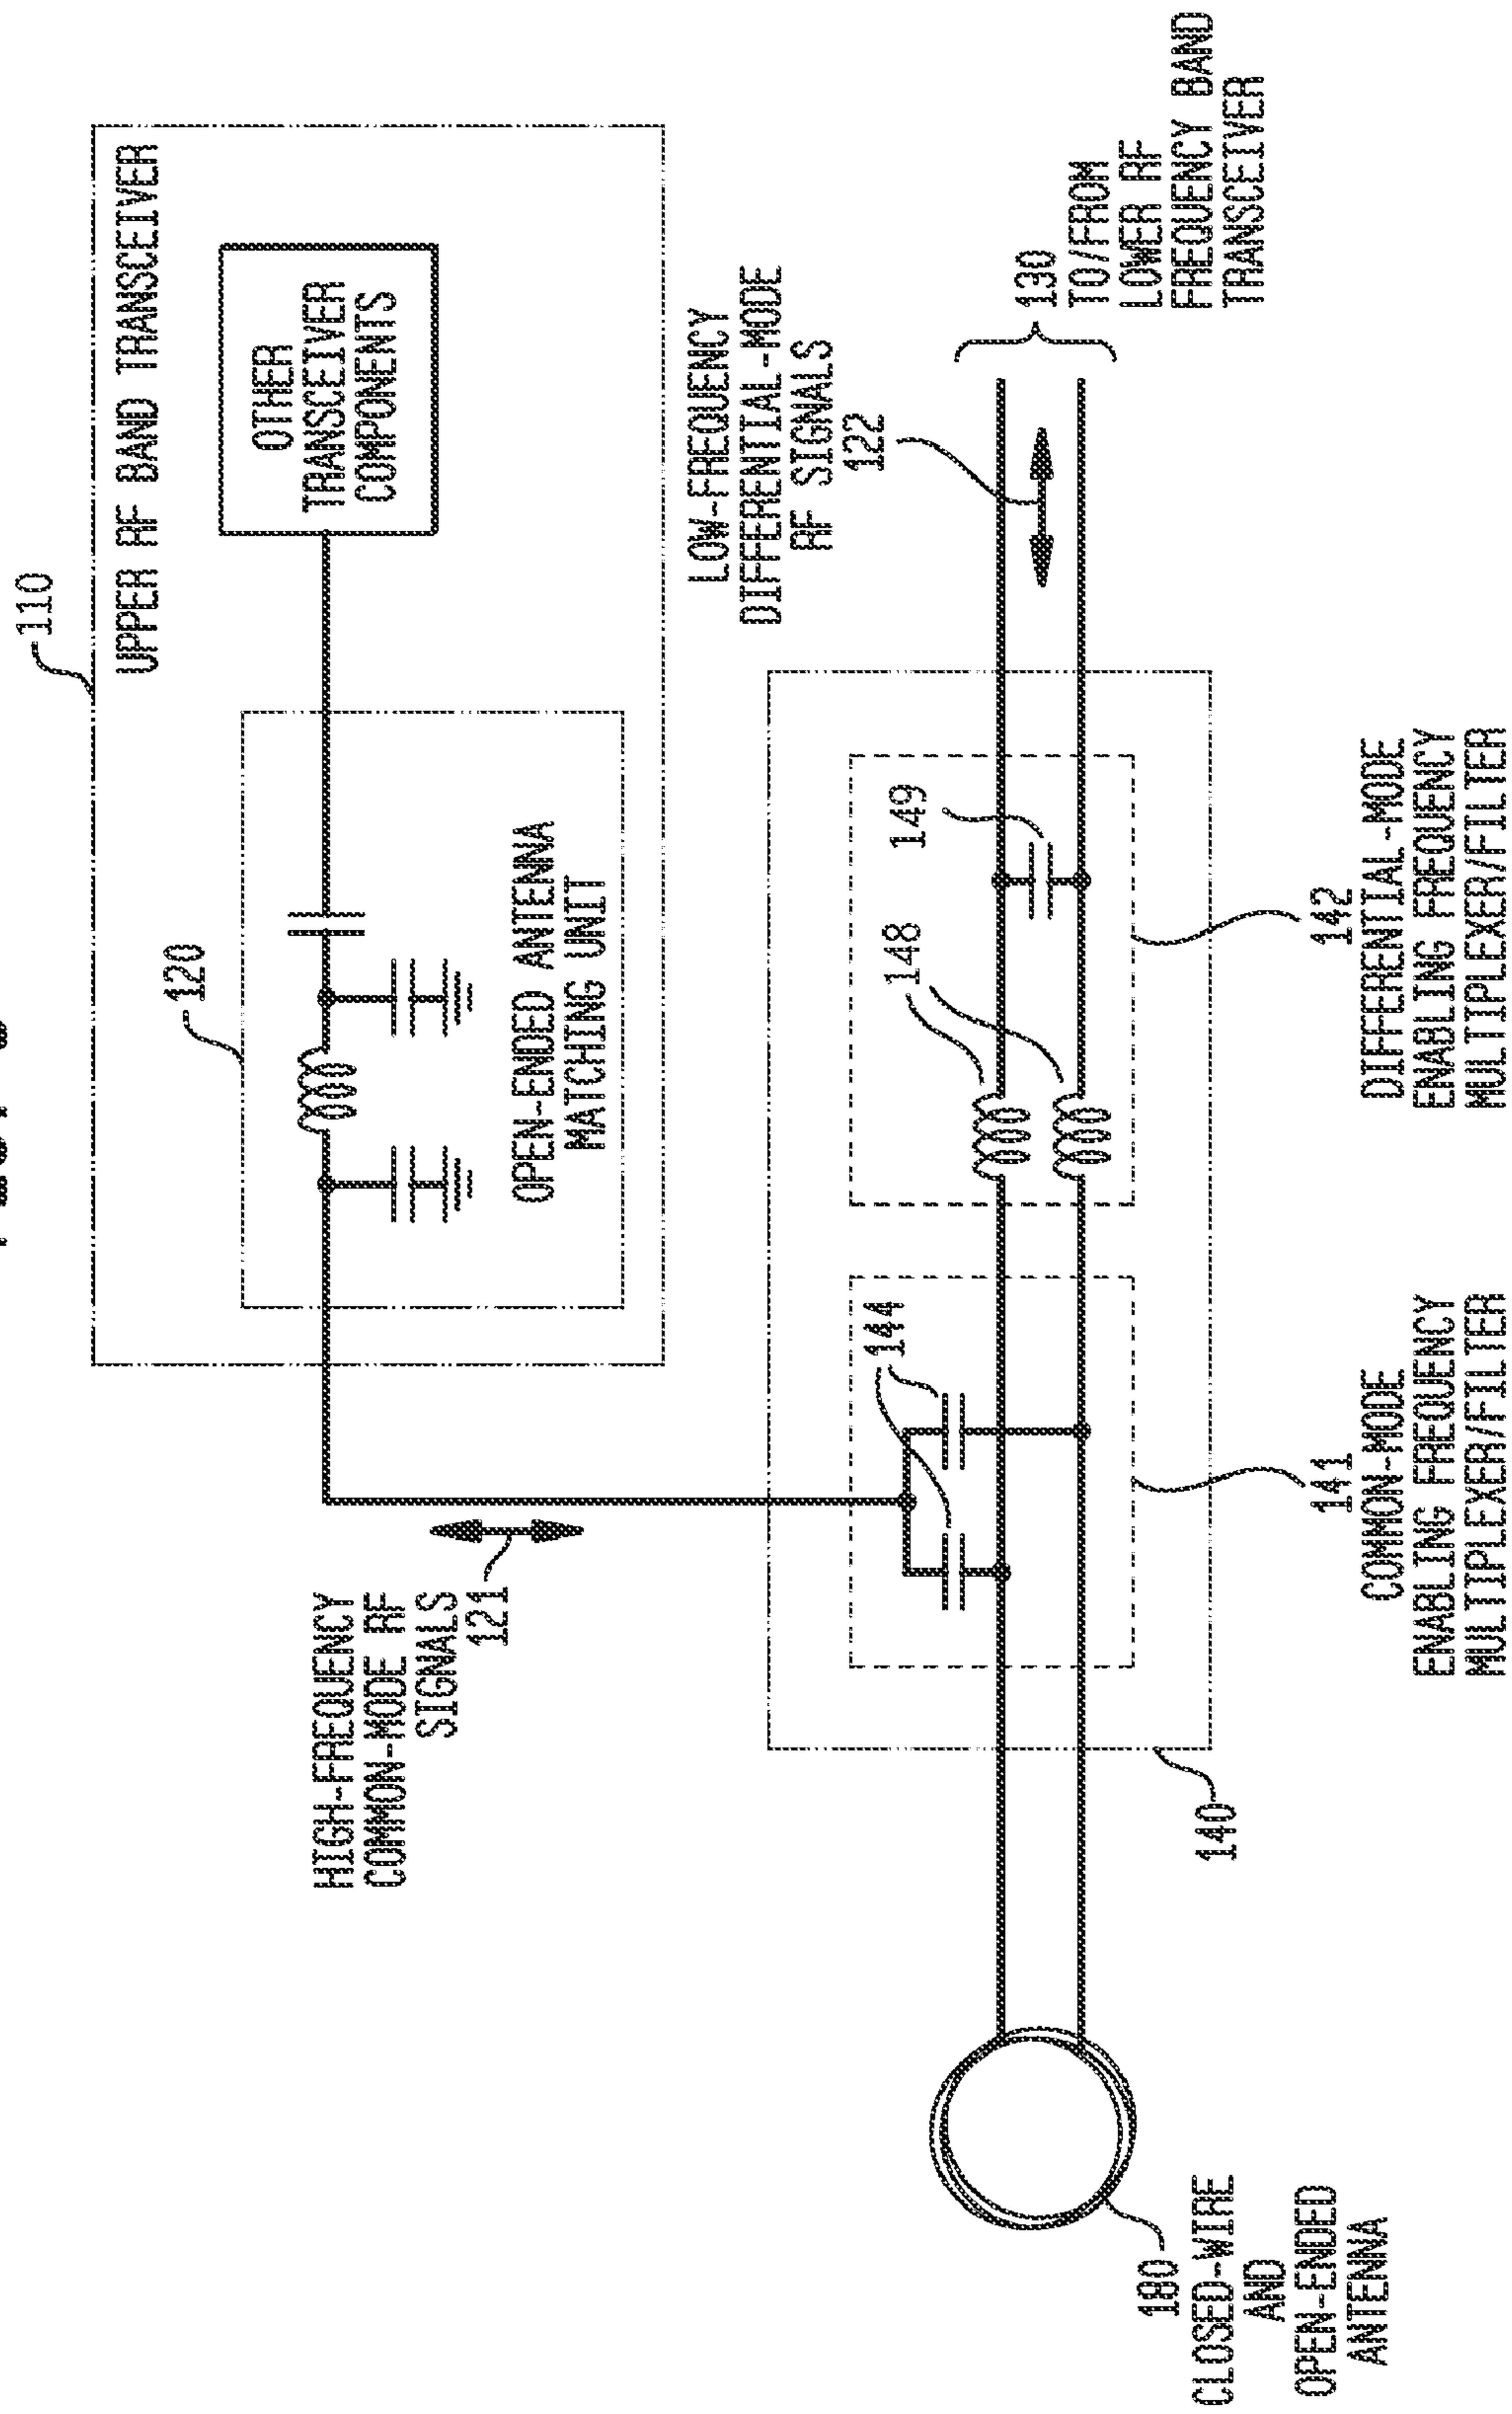 110
UPPER RF BAND TRANSCEIVER
120
OTHER
TRANSCEIVER
COMPONENTS
OPEN-ENDED ANTENNA
MATCHING UNIT
HIGH-FREQUENCY
COMMON-MODE RF
SIGNALS
121
LOW-FREQUENCY
DIFFERENTIAL-MODE
RF SIGNALS
122
144
148
149
130
TO/FROM
LOWER RF
FREQUENCY BAND
TRANSCEIVER
180
CLOSED-WIRE
AND
OPEN-ENDED
ANTENNA
140
141
COMMON-MODE
ENABLING FREQUENCY
MULTIPLEXER/FILTER
142
DIFFERENTIAL-MODE
ENABLING FREQUENCY
MULTIPLEXER/FILTER